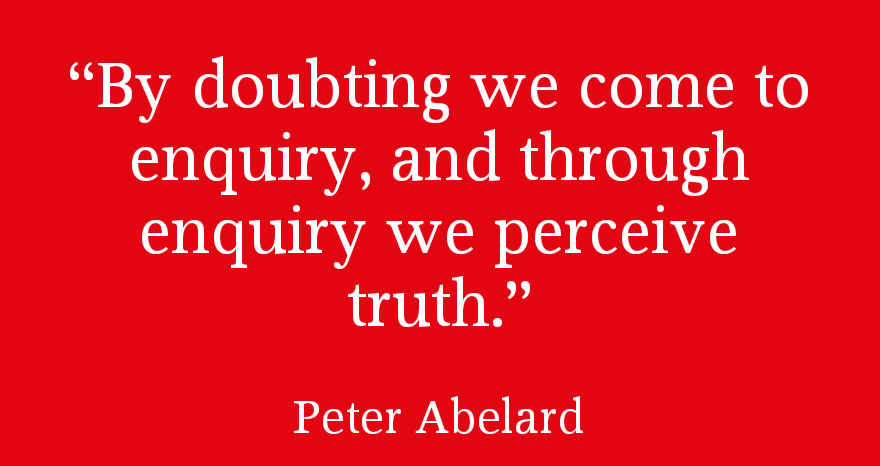 “By doubting we come to
enquiry, and through
enquiry we perceive
truth.”
Peter Abelard